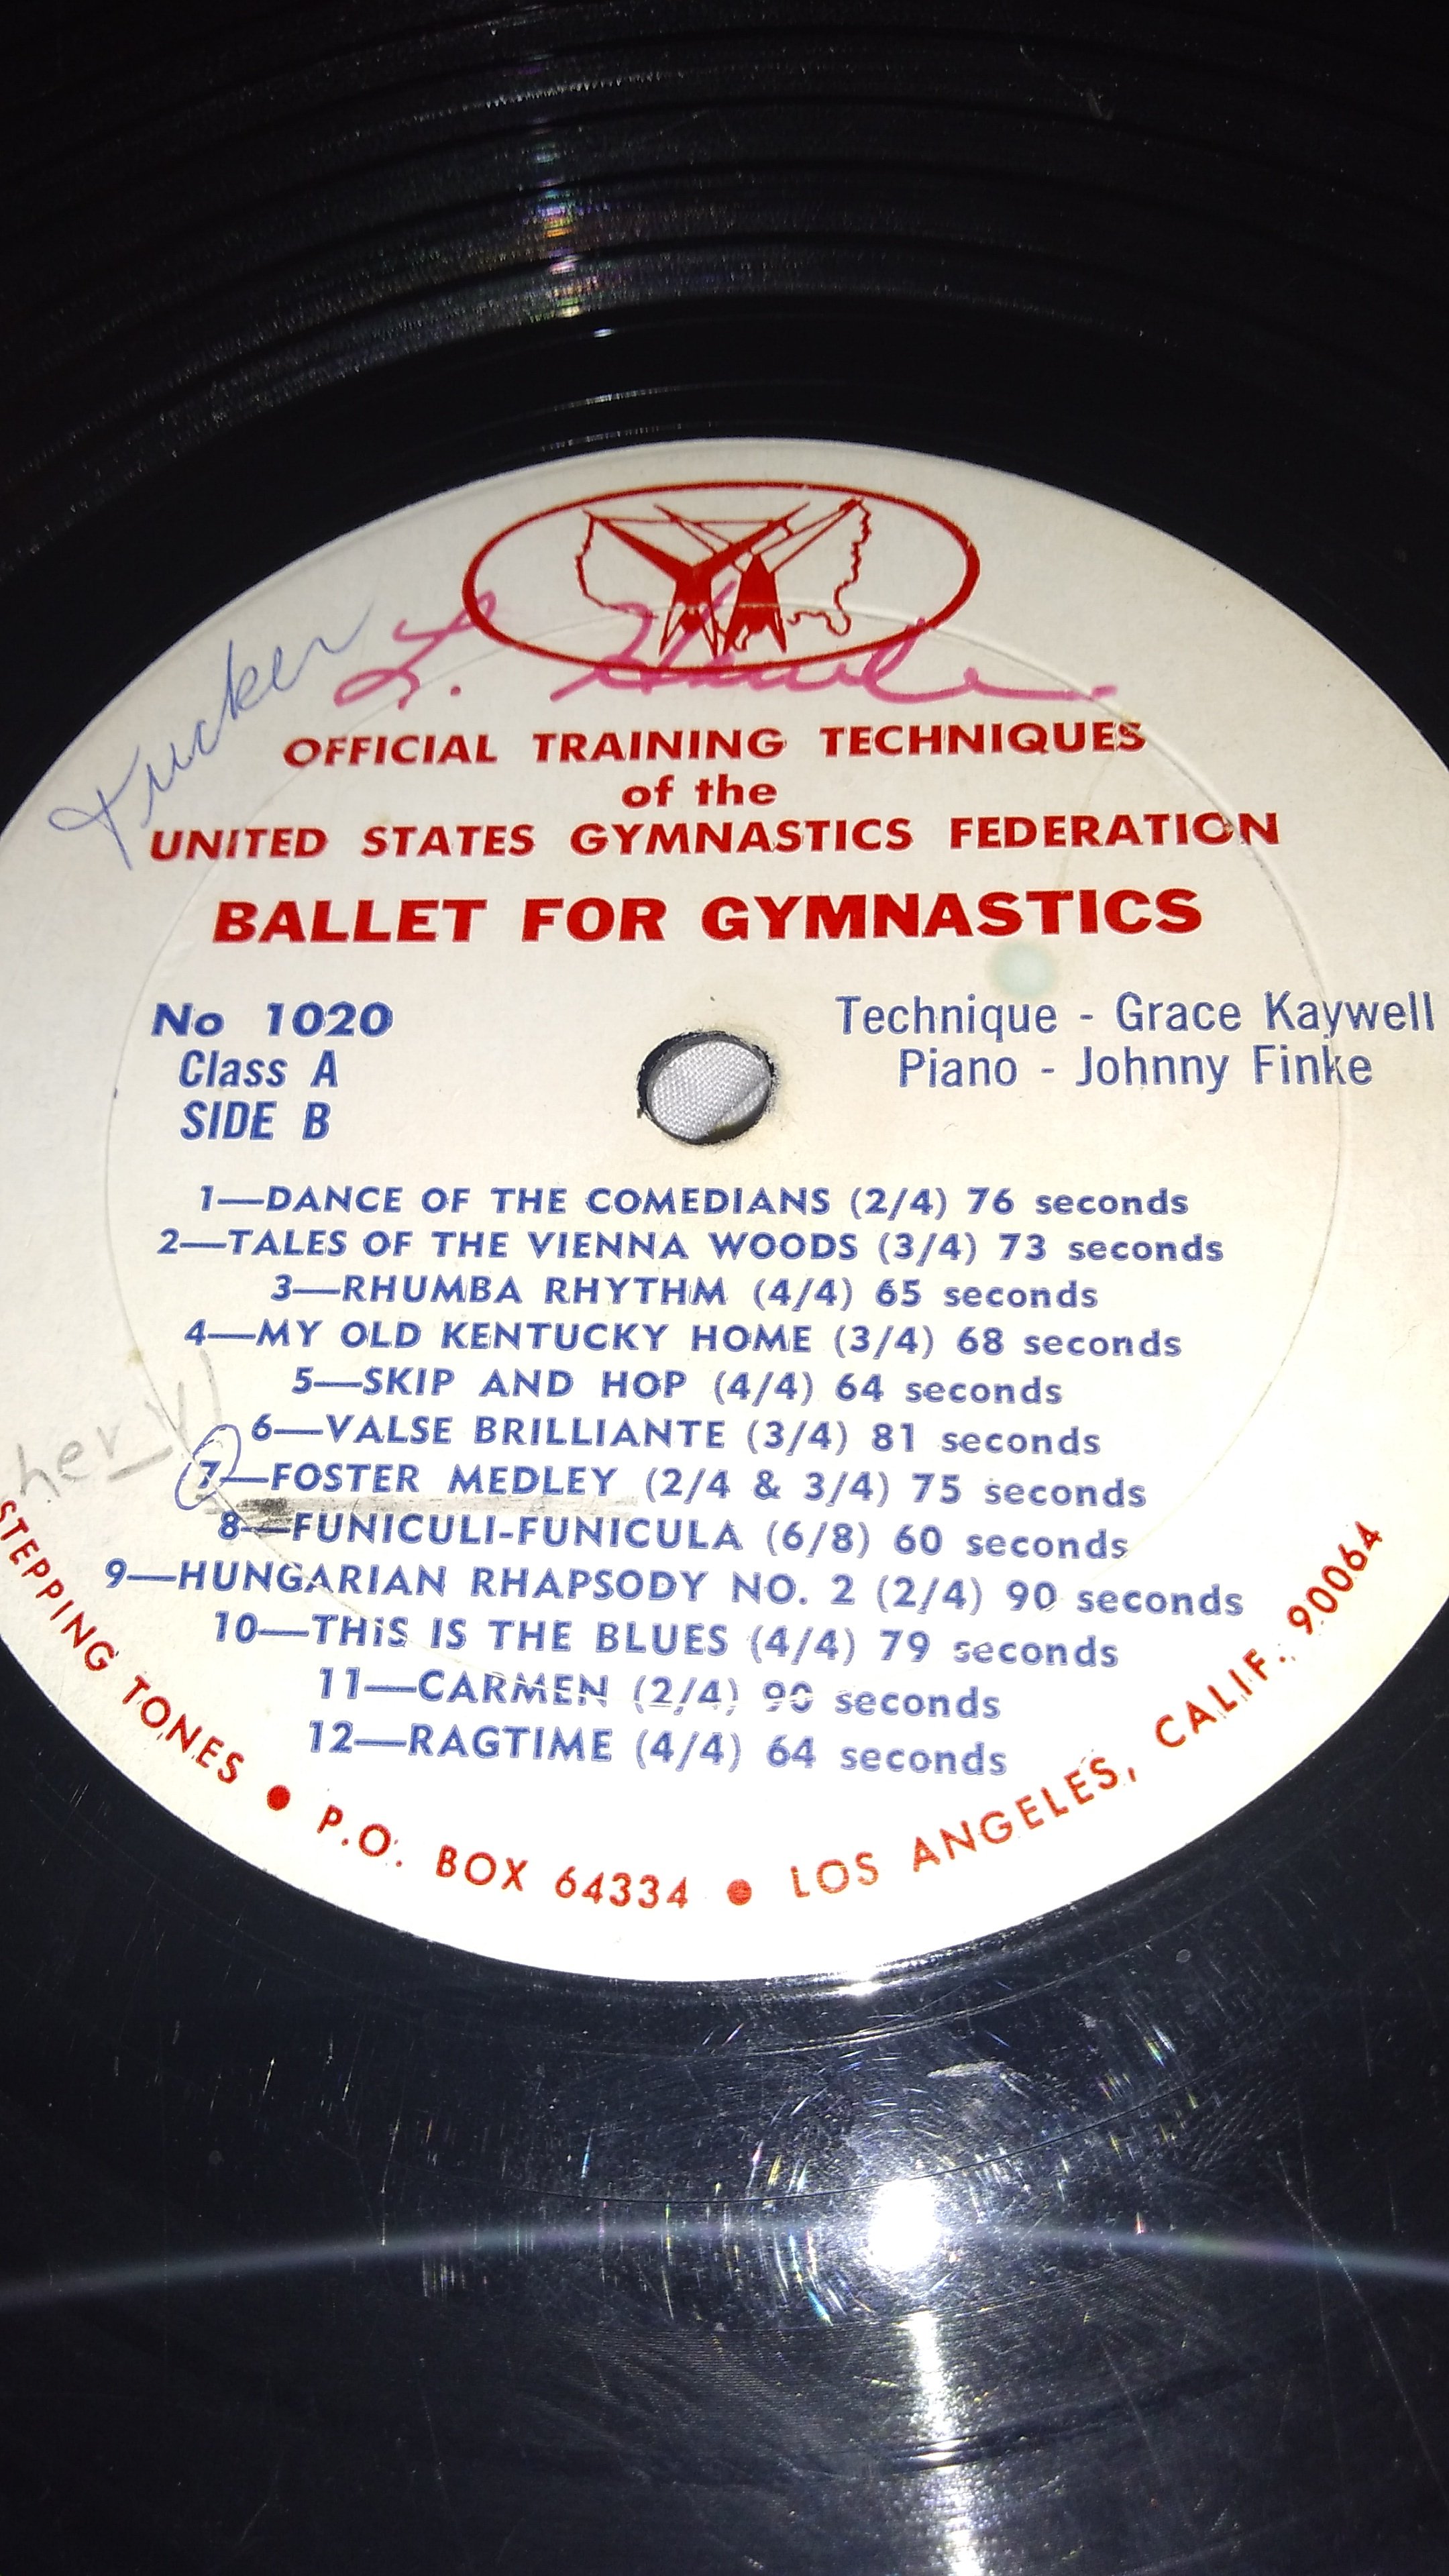 Tucker
L.
OFFICIAL TRAINING TECHNIQUES
of the
UNITED STATES GYMNASTICS FEDERATION
BALLET FOR GYMNASTICS
No 1020
Class A
SIDE B
Technique - Grace Kaywell
Piano - Johnny Finke
1—DANCE OF THE COMEDIANS (2/4) 76 seconds
2—TALES OF THE VIENNA WOODS (3/4) 73 seconds
3—RHUMBA RHYTHM (4/4) 65 seconds
4—MY OLD KENTUCKY HOME (3/4) 68 seconds
5—SKIP AND HOP (4/4) 64 seconds
6—VALSE BRILLIANTE (3/4) 81 seconds
7—FOSTER MEDLEY (2/4 & 3/4) 75 seconds
8—FUNICULI-FUNICULA (6/8) 60 seconds
9—HUNGARIAN RHAPSODY NO. 2 (2/4) 90 seconds
10—THiS IS THE BLUES (4/4) 79 seconds
11—CARMEN (2/4) 90 seconds
12—RAGTIME (4/4) 64 seconds
STEPPING TONES ● P.O. BOX 64334 ● LOS ANGELES, CALIF. 90064